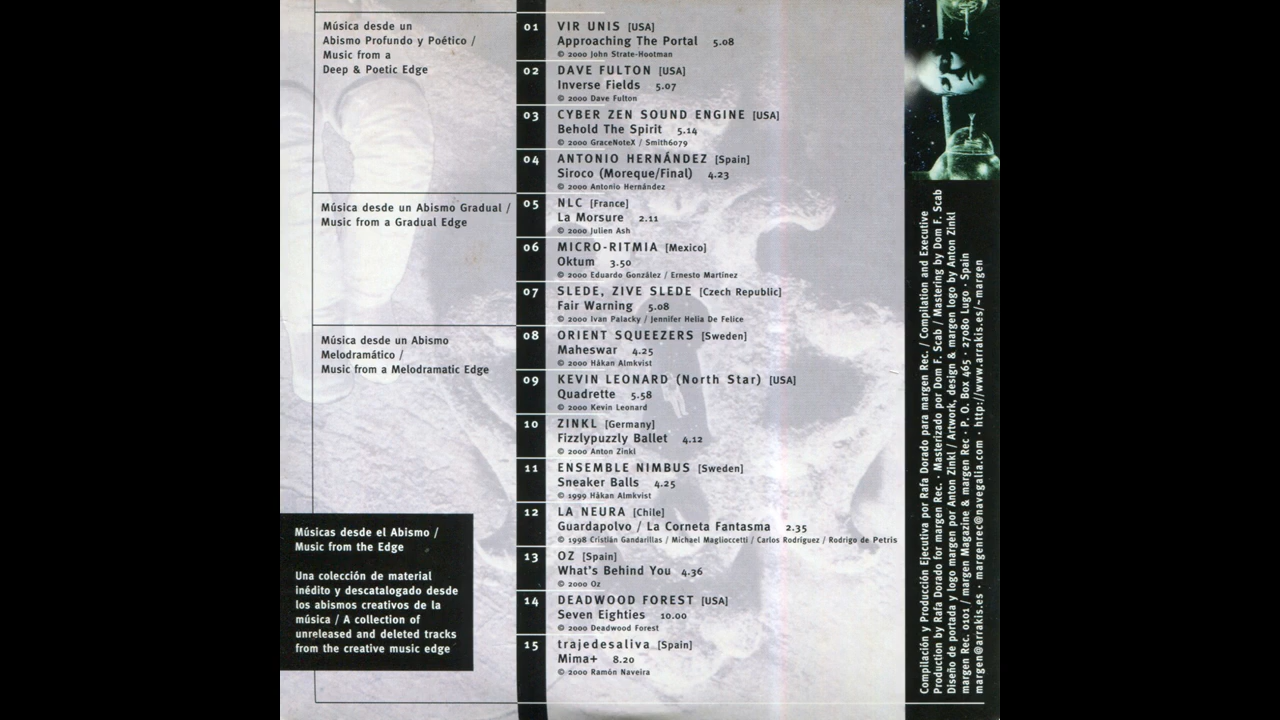 Música desde un
Abismo Profundo y Poético /
Music from a
Deep & Poetic Edge
01 VIR UNIS [USA]
Approaching The Portal 5.08
© 2000 John Strate-Hootman
02 DAVE FULTON [USA]
Inverse Fields 5.07
© 2000 Dave Fulton
03 CYBER ZEN SOUND ENGINE [USA]
Behold The Spirit 5.14
© 2000 GraceNoteX / Smith6079
04 ANTONIO HERNÁNDEZ [Spain]
Siroco (Moreque/Final) 4.23
© 2000 Antonio Hernández
Música desde un Abismo Gradual /
Music from a Gradual Edge
05 NLC [France]
La Morsure 2.11
© 2000 Julien Ash
06 MICRO-RITMIA [Mexico]
Oktum 3.50
© 2000 Eduardo González / Ernesto Martinez
07 SLEDE, ZIVE SLEDE [Czech Republic]
Fair Warning 5.08
© 2000 Ivan Palacky / Jennifer Helia De Felice
Música desde un Abismo
Melodramático /
Music from a Melodramatic Edge
08 ORIENT SQUEEZERS [Sweden]
Maheswar 4.25
© 2000 Håkan Almkvist
09 KEVIN LEONARD (North Star) [USA]
Quadrette 5.58
© 2000 Kevin Leonard
10 ZINKL [Germany]
Fizzlypuzzly Ballet 4.12
© 2000 Anton Zinkl
11 ENSEMBLE NIMBUS [Sweden]
Sneaker Balls 4.25
© 1999 Håkan Almkvist
12 LA NEURA [Chile]
Guardapolvo / La Corneta Fantasma 2.35
© 1998 Cristián Gandarillas / Michael Magliocchetti / Carlos Rodríguez / Rodrigo de Petris
13 OZ [Spain]
What's Behind You 4.36
© 2000 Oz
14 DEADWOOD FOREST [USA]
Seven Eighties 10.00
© 2000 Deadwood Forest
15 trajedesaliva [Spain]
Mima+ 8.20
© 2000 Ramón Naveira
Músicas desde el Abismo /
Music from the Edge
Una colección de material
inédito y descatalogado desde
los abismos creativos de la
música / A collection of
unreleased and deleted tracks
from the creative music edge
Compilación y Producción Ejecutiva por Rafa Dorado para margen Rec. / Compilation and Executive
Production by Rafa Dorado for margen Rec. · Masterizado por Dom F. Scab / Mastering by Dom F. Scab
Diseño de portada y logo margen por Anton Zinkl / Artwork, design & margen logo by Anton Zinkl
margen Rec. 0101 / margen Magazine & margen Rec · P. O. Box 465 · 27080 Lugo · Spain
margen@arrakis.es · margenrec@navegalia.com · http://www.arrakis.es/~margen